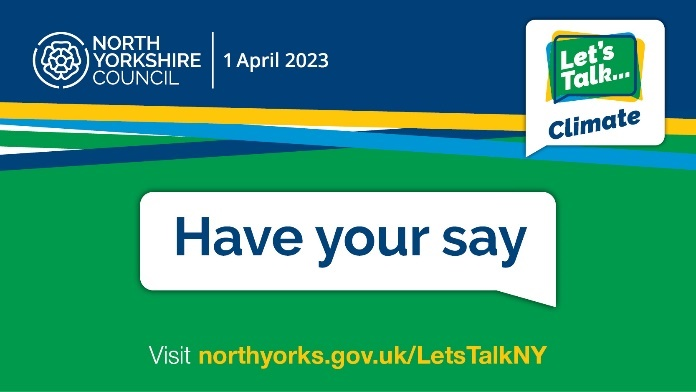 NORTH
YORKSHIRE
COUNCIL
1 April 2023
Let's
Talk...
Climate
Have your say
Visit northyorks.gov.uk/LetsTalkNY